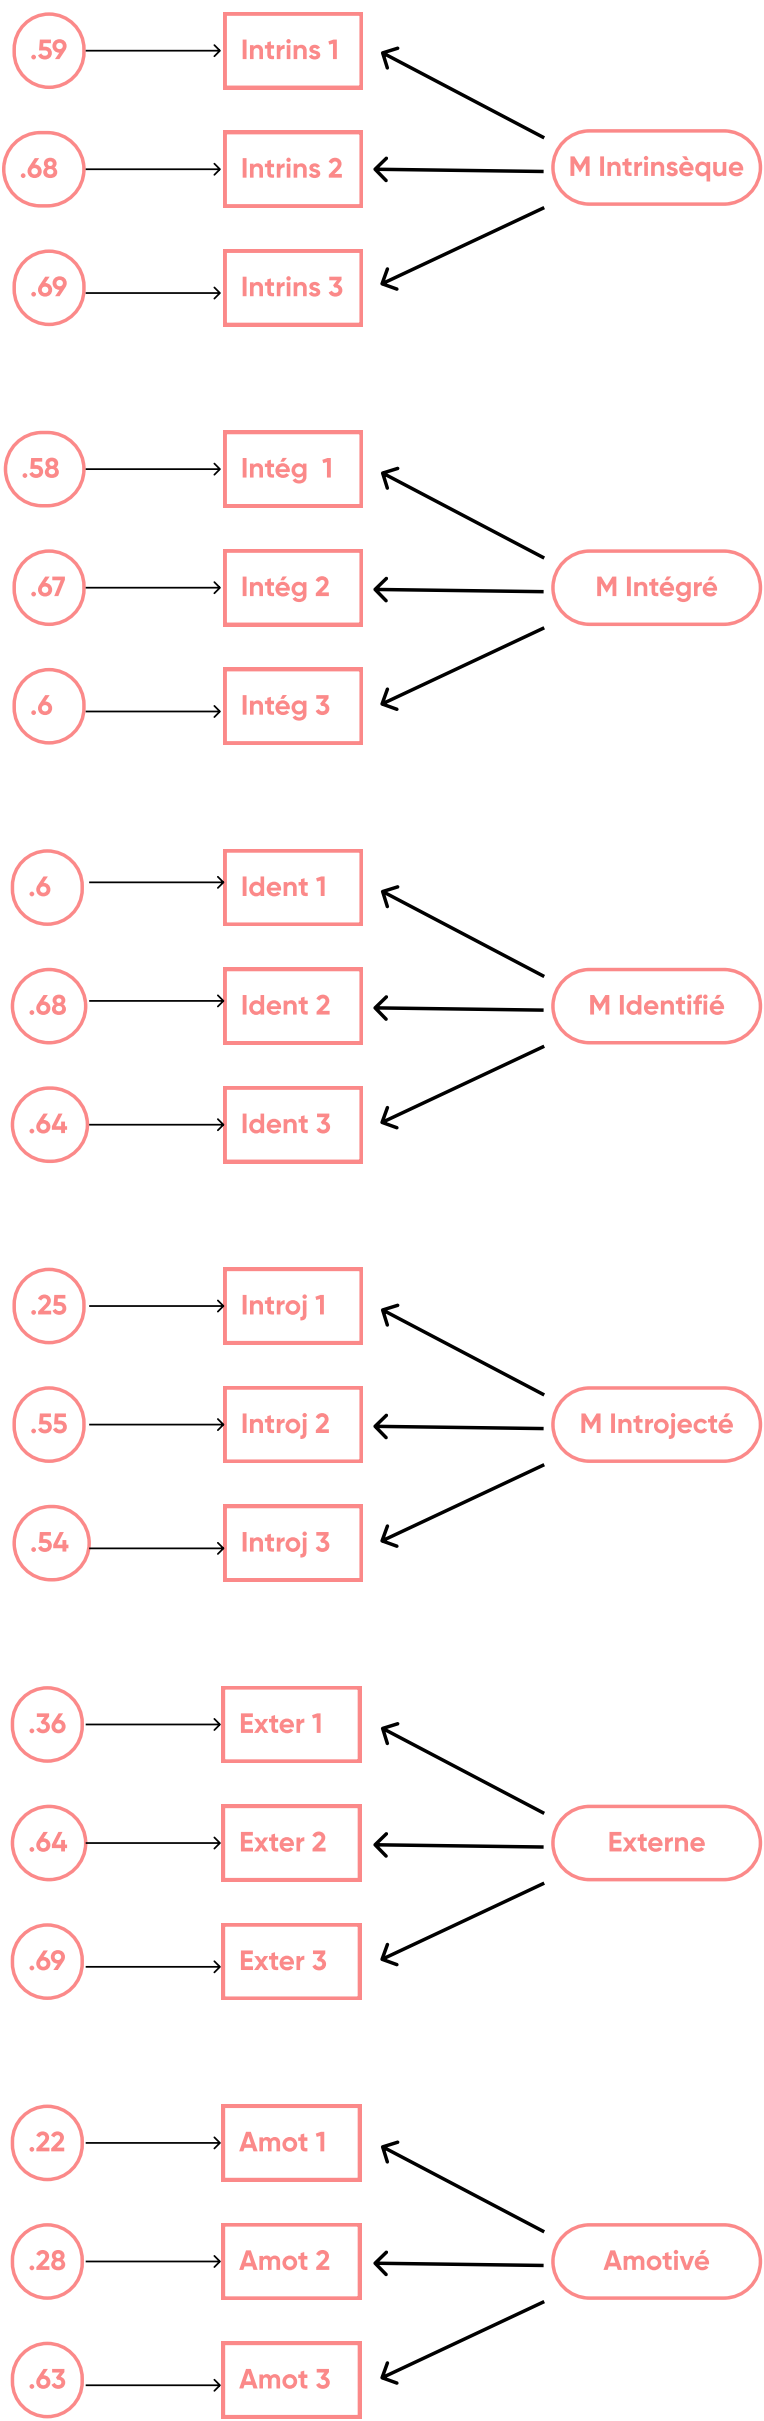 .59 Intrins 1
M Intrinsèque
.68 Intrins 2
.69 Intrins 3
.58 Intég 1
.67 Intég 2
M Intégré
.6 Intég 3
.6 Ident 1
.68 Ident 2
M Identifié
.64 Ident 3
.25 Introj 1
.55 Introj 2
M Introjecté
.54 Introj 3
.36 Exter 1
.64 Exter 2
Externe
.69 Exter 3
.22 Amot 1
.28 Amot 2
Amotivé
.63 Amot 3